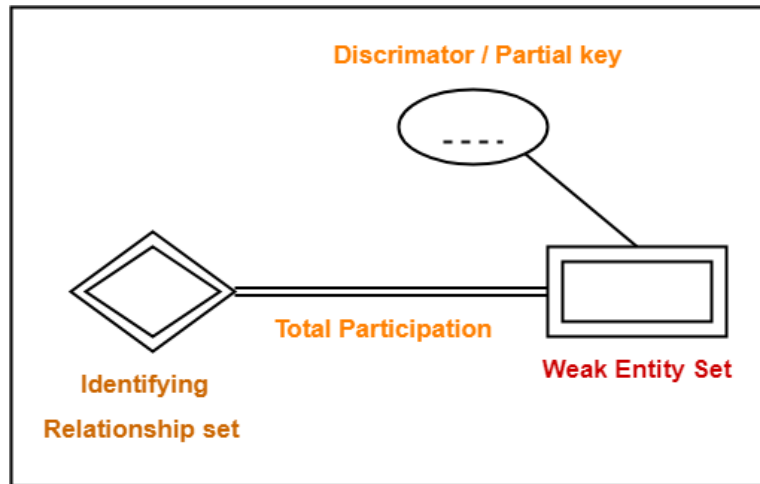 Discrimator / Partial key
Total Participation
Weak Entity Set
Identifying
Relationship set